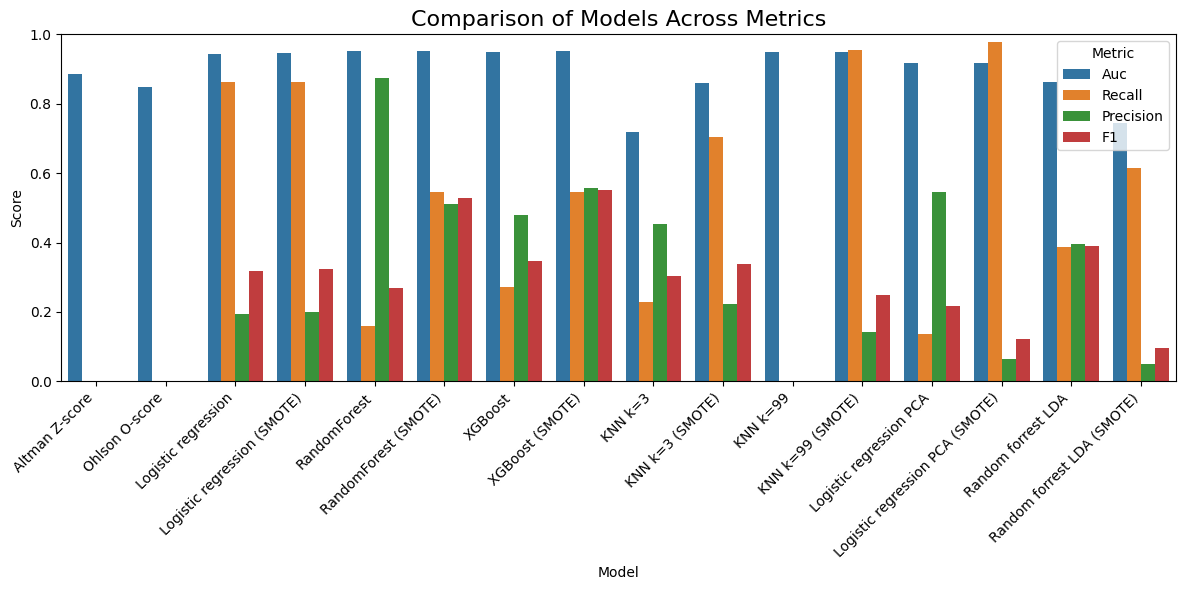 Comparison of Models Across Metrics
Score
1.0
0.8
0.6
0.4
0.2
0.0
Metric
Auc
Recall
Precision
F1
Altman Z-score
Ohlson O-score
Logistic regression
Logistic regression (SMOTE)
RandomForest
RandomForest (SMOTE)
XGBoost
XGBoost (SMOTE)
KNN k=3
KNN k=3 (SMOTE)
KNN k=99
KNN k=99 (SMOTE)
Logistic regression PCA
Logistic regression PCA (SMOTE)
Random forrest LDA
Random forrest LDA (SMOTE)
Model